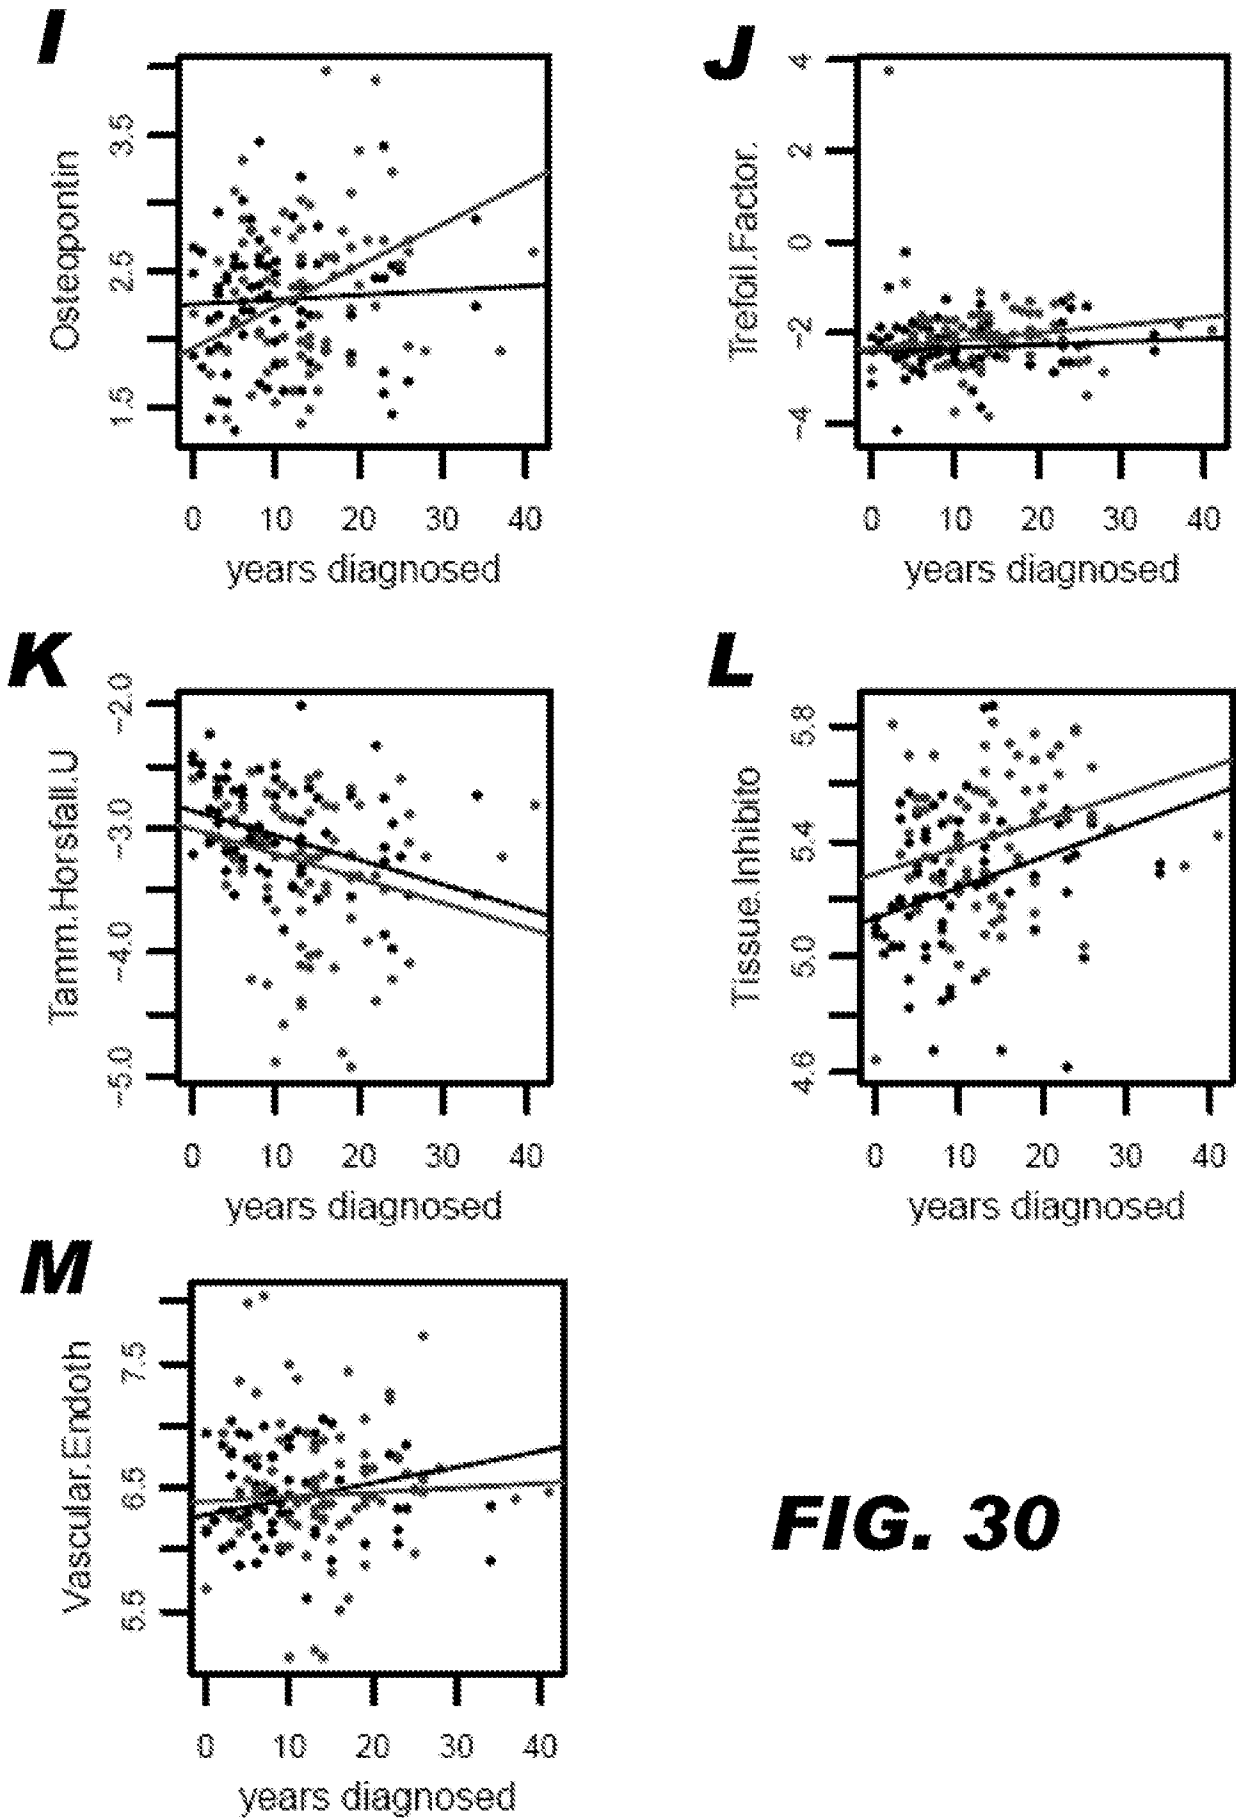 I
Osteopontin
1.5 2.5 3.5
0 10 20 30 40
years diagnosed
J
Trefoil.Factor.
-4 -2 0 2 4
0 10 20 30 40
years diagnosed
K
Tamm.Horsfall.U
-5.0 -4.0 -3.0 -2.0
0 10 20 30 40
years diagnosed
L
Tissue.Inhibito
4.6 5.0 5.4 5.8
0 10 20 30 40
years diagnosed
M
Vascular.Endoth
5.5 6.5 7.5
0 10 20 30 40
years diagnosed
FIG. 30